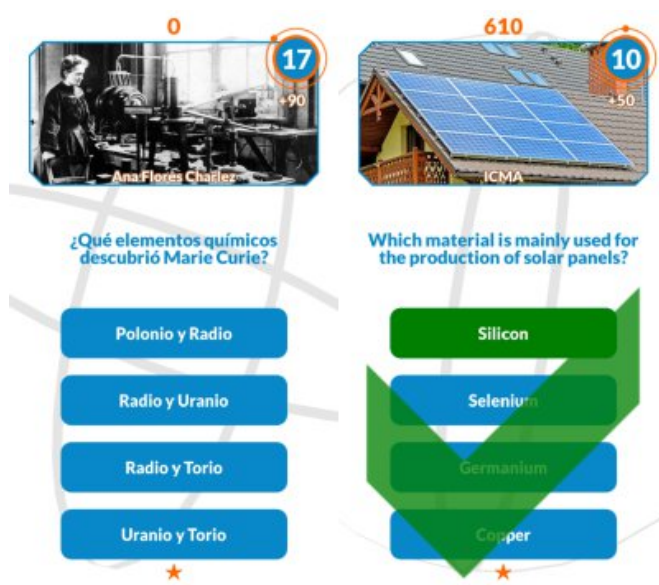 0
17
+90
Ana Flores Charlez
¿Qué elementos químicos
descubrió Marie Curie?
Polonio y Radio
Radio y Uranio
Radio y Torio
Uranio y Torio
610
10
+50
ICMA
Which material is mainly used for
the production of solar panels?
Silicon
Selenium
Germanium
Copper